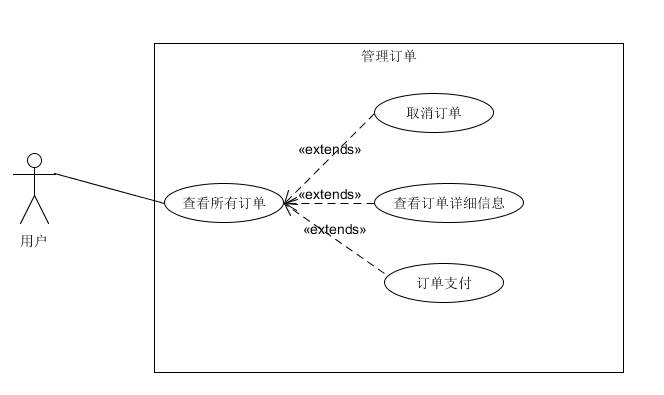 管理订单
取消订单
«extends»
用户
查看所有订单
«extends»
查看订单详细信息
«extends»
订单支付